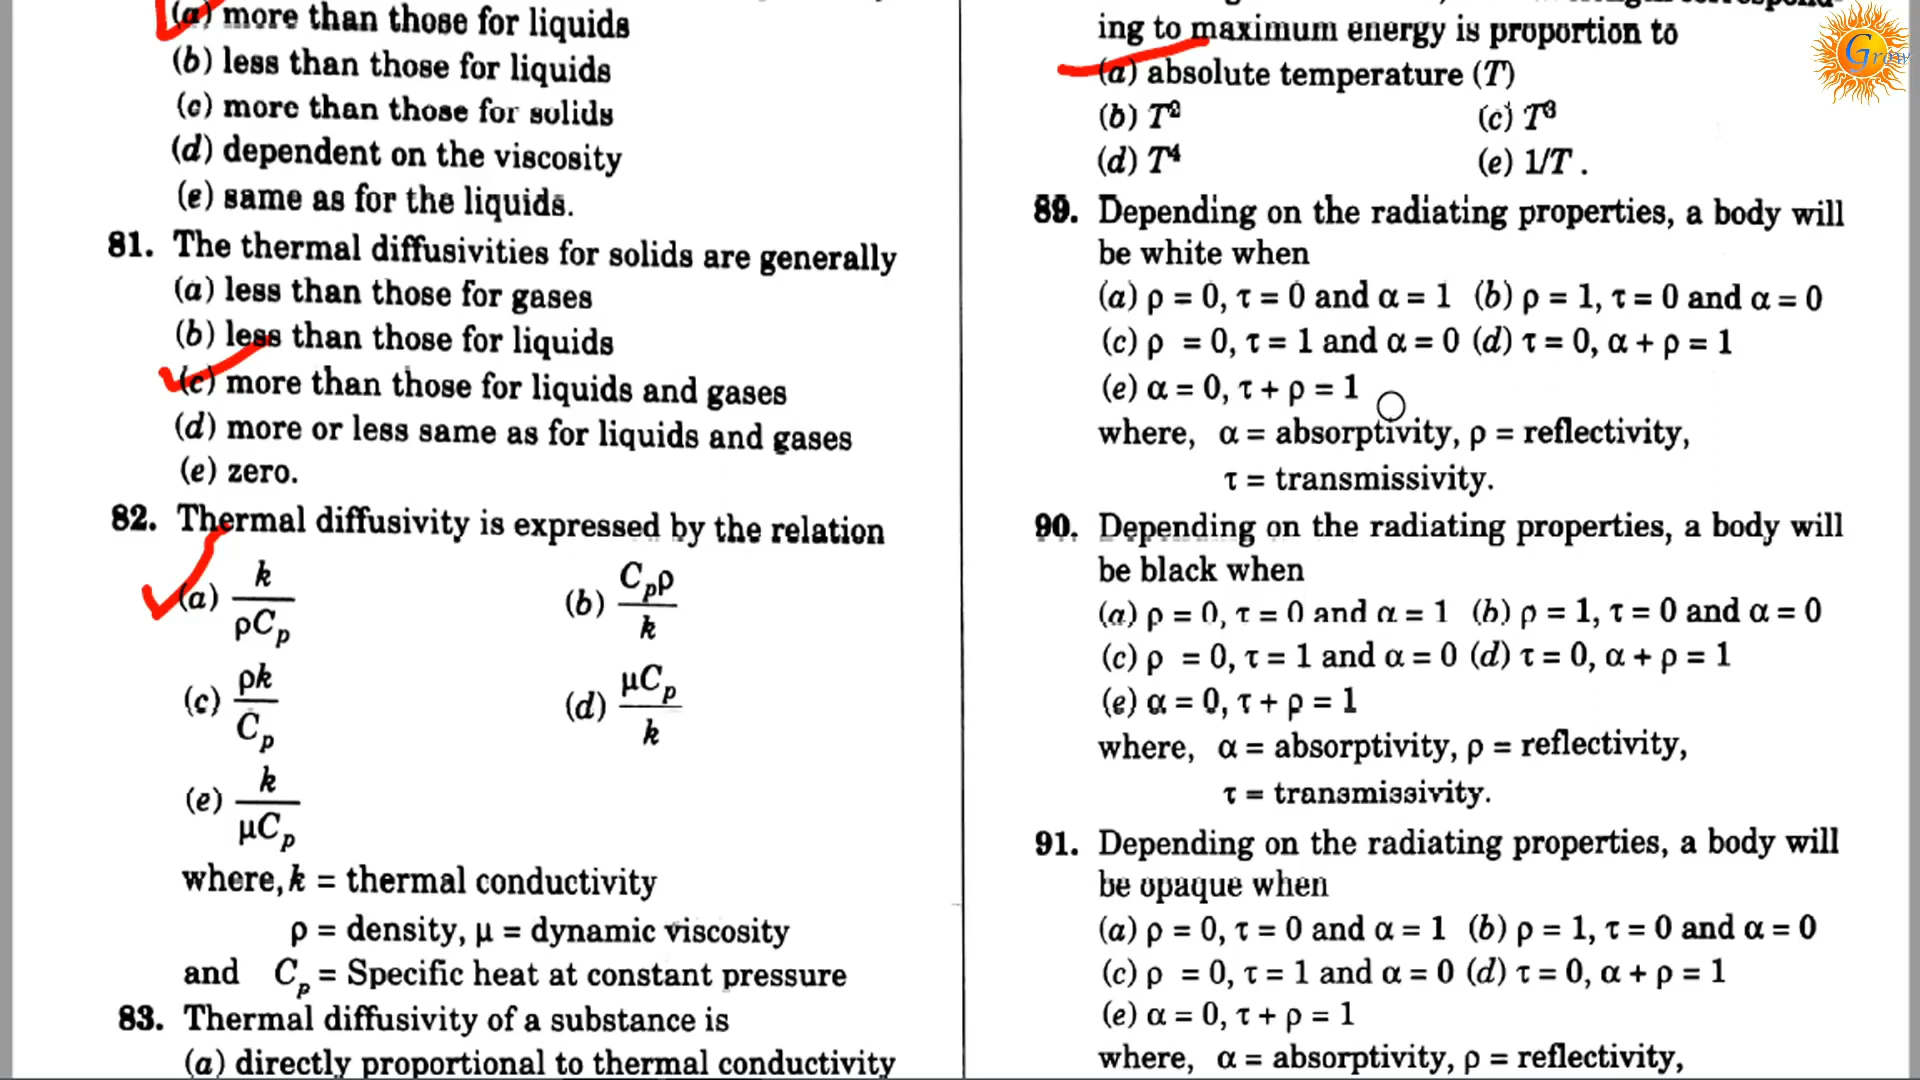 (a) more than those for liquids
(b) less than those for liquids
(c) more than those for solids
(d) dependent on the viscosity
(e) same as for the liquids.
81. The thermal diffusivities for solids are generally
(a) less than those for gases
(b) less than those for liquids
(c) more than those for liquids and gases
(d) more or less same as for liquids and gases
(e) zero.
82. Thermal diffusivity is expressed by the relation
(a) k/ρCp (b) Cpρ/k
(c) ρk/Cp (d) μCp/k
(e) k/μCp
where, k = thermal conductivity
ρ = density, μ = dynamic viscosity
and Cp = Specific heat at constant pressure
83. Thermal diffusivity of a substance is
(a) directly proportional to thermal conductivity
ing to maximum energy is proportion to
(a) absolute temperature (T)
(b) T² (c) T³
(d) T⁴ (e) 1/T .
89. Depending on the radiating properties, a body will
be white when
(a) ρ = 0, τ = 0 and α = 1 (b) ρ = 1, τ = 0 and α = 0
(c) ρ = 0, τ = 1 and α = 0 (d) τ = 0, α + ρ = 1
(e) α = 0, τ + ρ = 1
where, α = absorptivity, ρ = reflectivity,
τ = transmissivity.
90. Depending on the radiating properties, a body will
be black when
(a) ρ = 0, τ = 0 and α = 1 (b) ρ = 1, τ = 0 and α = 0
(c) ρ = 0, τ = 1 and α = 0 (d) τ = 0, α + ρ = 1
(e) α = 0, τ + ρ = 1
where, α = absorptivity, ρ = reflectivity,
τ = transmissivity.
91. Depending on the radiating properties, a body will
be opaque when
(a) ρ = 0, τ = 0 and α = 1 (b) ρ = 1, τ = 0 and α = 0
(c) ρ = 0, τ = 1 and α = 0 (d) τ = 0, α + ρ = 1
(e) α = 0, τ + ρ = 1
where, α = absorptivity, ρ = reflectivity,
Grow